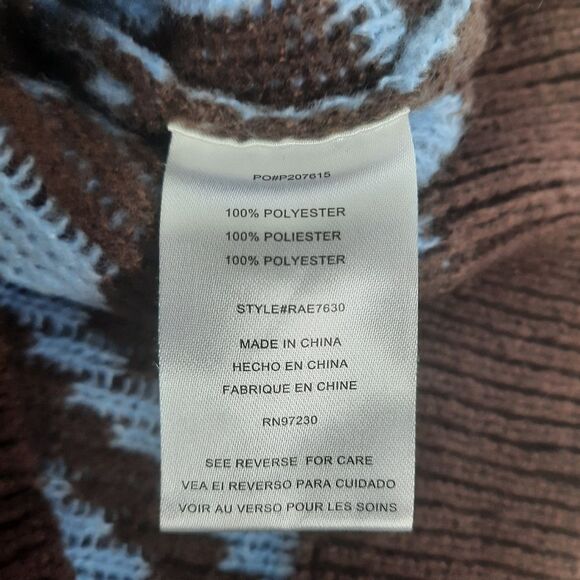 PO#P207615
100% POLYESTER
100% POLIESTER
100% POLYESTER
STYLE#RAE7630
MADE IN CHINA
HECHO EN CHINA
FABRIQUE EN CHINE
RN97230
SEE REVERSE FOR CARE
VEA EI REVERSO PARA CUIDADO
VOIR AU VERSO POUR LES SOINS